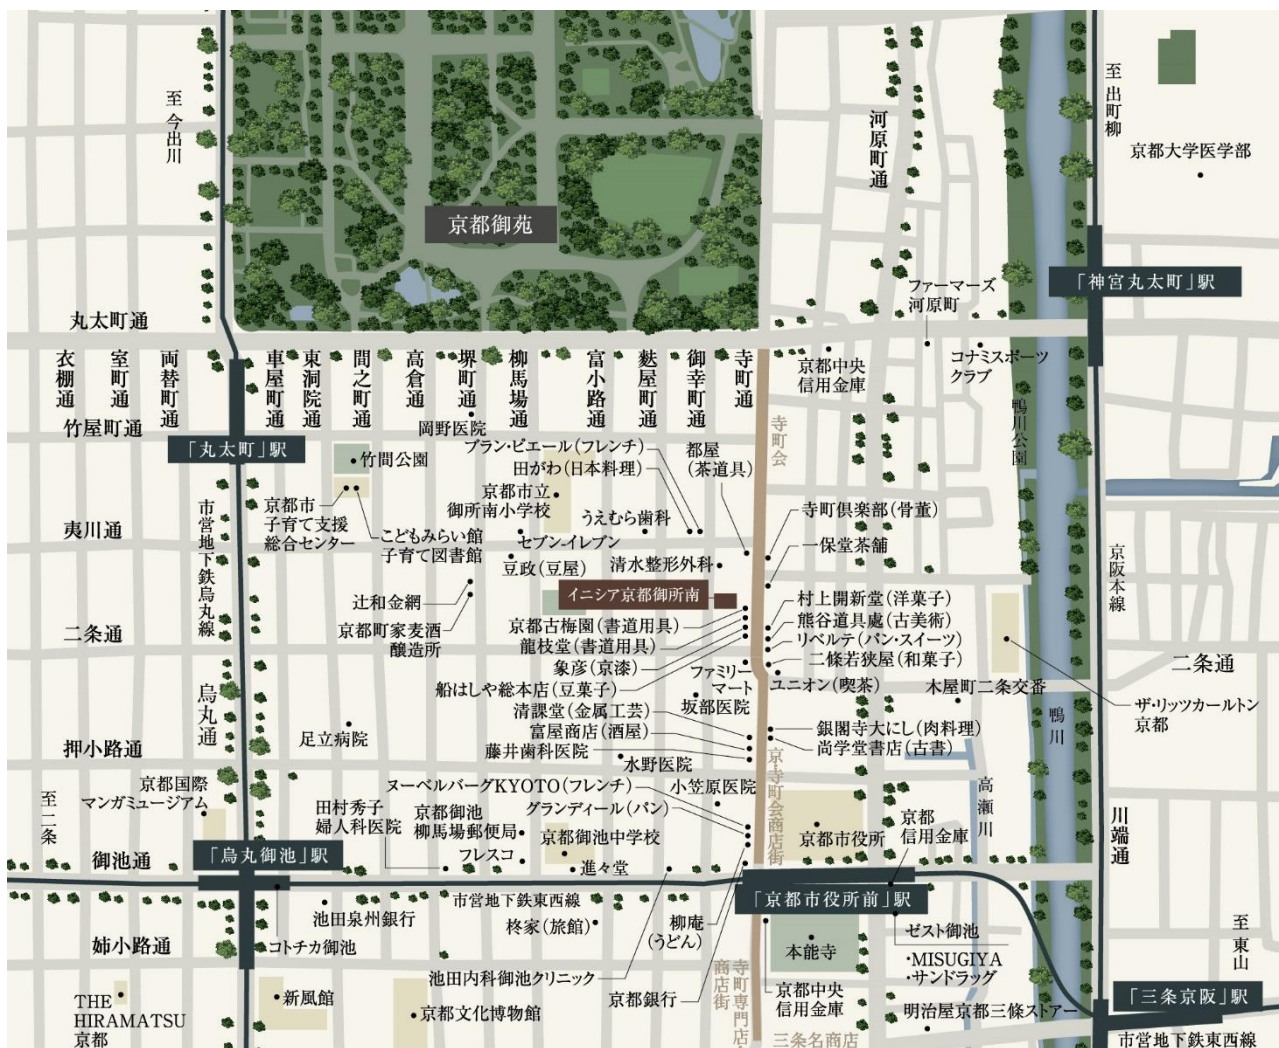 至 今出川
京都御苑
河原町通
至 出町柳
京都大学医学部
「神宮丸太町」駅
ファーマーズ
河原町
丸太町通
衣棚通
室町通
両替町通
車屋町通
東洞院通
間之町通
高倉通
堺町通
柳馬場通
富小路通
麩屋町通
御幸町通
寺町通
京都中央
信用金庫
コナミスポーツ
クラブ
竹屋町通
岡野医院
寺町会
鴨川公園
「丸太町」駅
ブラン・ピエール(フレンチ)
都屋
(茶道具)
竹間公園
田がわ(日本料理)
京都市
子育て支援
総合センター
こどもみらい館
子育て図書館
京都市立
御所南小学校
うえむら歯科
寺町倶楽部(骨董)
市営地下鉄烏丸線
夷川通
セブン-イレブン
一保堂茶舗
豆政(豆屋)
清水整形外科
京阪本線
辻和金網
イニシア京都御所南
村上開新堂(洋菓子)
京都町家麦酒
醸造所
京都古梅園(書道用具)
熊谷道具處(古美術)
二条通
龍枝堂(書道用具)
リベルテ(パン・スイーツ)
象彦(京漆)
二條若狭屋(和菓子)
二条通
船はしや総本店(豆菓子)
ファミリー
マート
ユニオン(喫茶)
木屋町二条交番
烏丸通
坂部医院
ザ・リッツカールトン
京都
清課堂(金属工芸)
鴨川
足立病院
富屋商店(酒屋)
銀閣寺大にし(肉料理)
押小路通
藤井歯科医院
尚学堂書店(古書)
水野医院
京都国際
マンガミュージアム
ヌーベルバーグKYOTO(フレンチ)
小笠原医院
京・寺町会商店街
高瀬川
至 二条
田村秀子
婦人科医院
京都御池
柳馬場郵便局
グランディール(パン)
京都
信用金庫
川端通
京都御池中学校
京都市役所
御池通
「烏丸御池」駅
フレスコ
進々堂
市営地下鉄東西線
「京都市役所前」駅
池田泉州銀行
柊家(旅館)
柳庵
(うどん)
本能寺
ゼスト御池
・MISUGIYA
・サンドラッグ
至 東山
姉小路通
コトチカ御池
池田内科御池クリニック
寺町専門店会
商店街
京都銀行
京都中央
信用金庫
「三条京阪」駅
THE
HIRAMATSU
京都
新風館
京都文化博物館
明治屋京都三條ストアー
三条名商店
市営地下鉄東西線